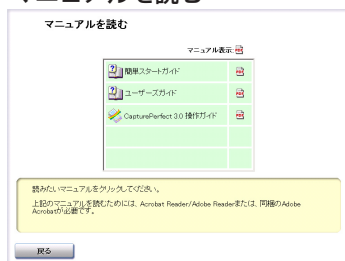 マニュアルを読む
マニュアル表示:
簡単スタートガイド
ユーザーズガイド
CapturePerfect 3.0 操作ガイド
読みたいマニュアルをクリックしてください。
上記のマニュアルを読むためには、Acrobat Reader/Adobe Readerまたは、同梱のAdobe
Acrobatが必要です。
戻る